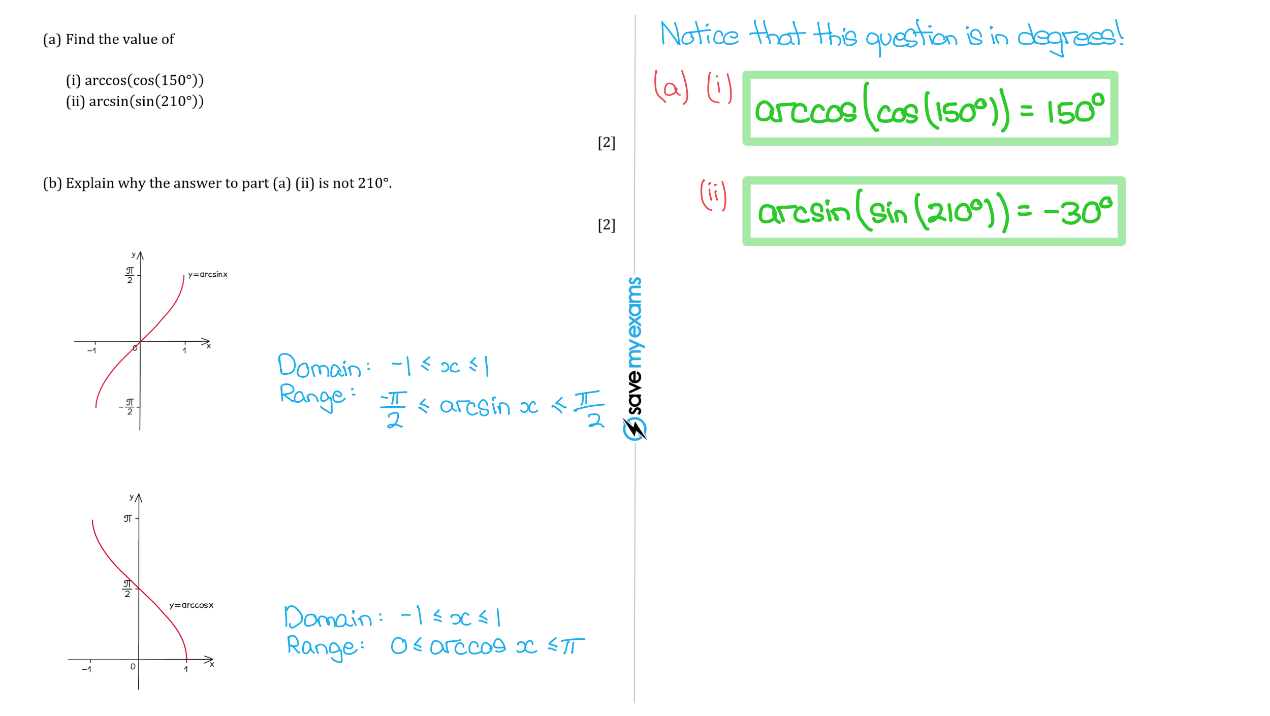 (a) Find the value of
(i) arccos(cos(150°))
(ii) arcsin(sin(210°))
[2]
(b) Explain why the answer to part (a) (ii) is not 210°.
[2]
y
π/2
y=arcsinx
-1
0
1
x
-π/2
Domain: -1 ≤ x ≤ 1
Range: -π/2 ≤ arcsin x ≤ π/2
y
π
π/2
y=arccosx
-1
0
1
x
Domain: -1 ≤ x ≤ 1
Range: 0 ≤ arccos x ≤ π
save my exams
Notice that this question is in degrees!
(a) (i) arccos(cos(150°)) = 150°
(ii) arcsin(sin(210°)) = -30°